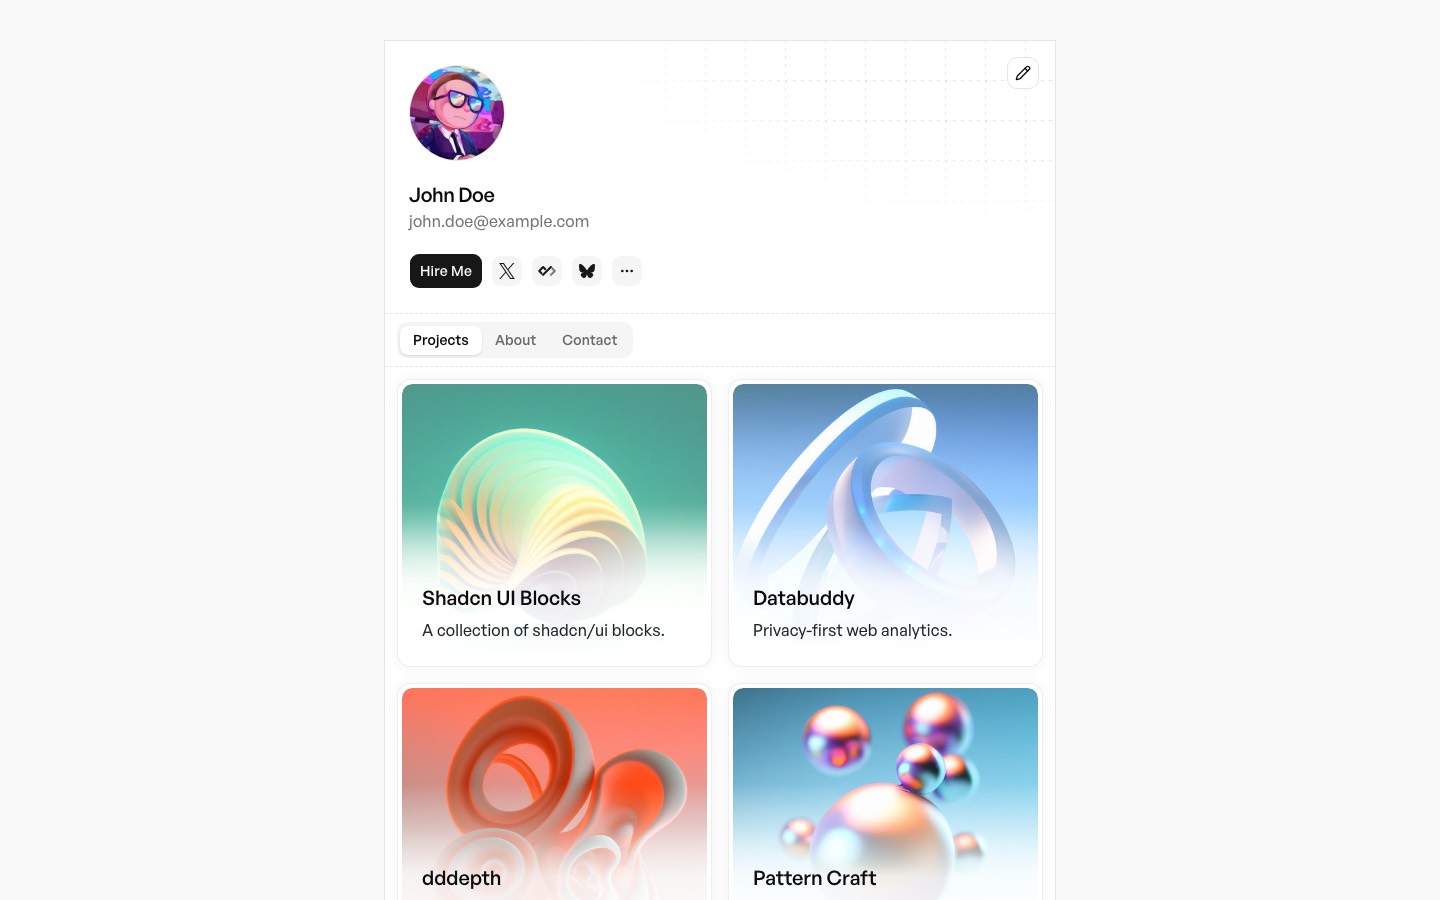 John Doe
john.doe@example.com
Hire Me
Projects
About
Contact
Shadcn UI Blocks
A collection of shadcn/ui blocks.
Databuddy
Privacy-first web analytics.
dddepth
Pattern Craft